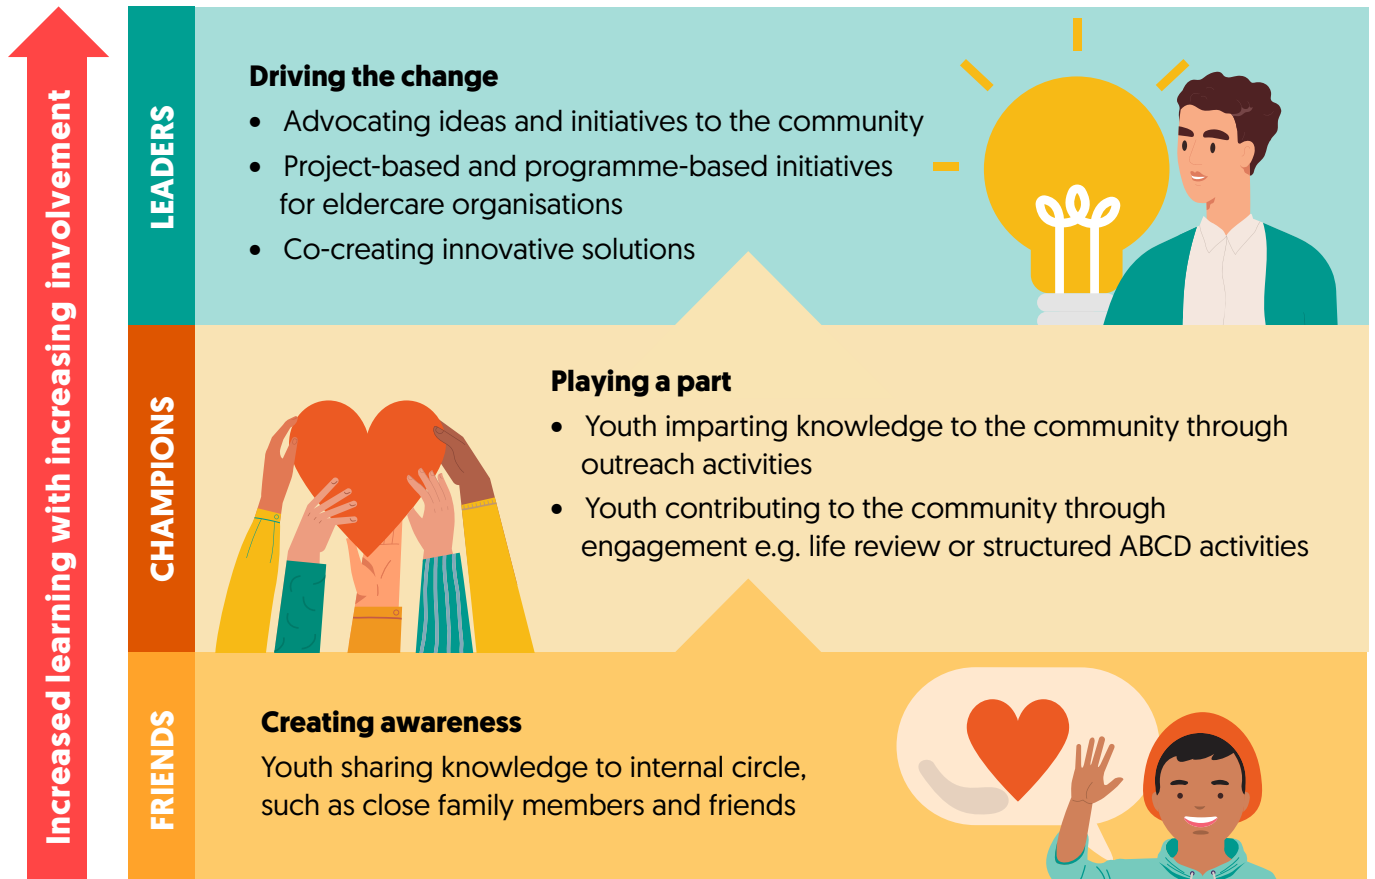 Increased learning with increasing involvement
LEADERS
Driving the change
• Advocating ideas and initiatives to the community
• Project-based and programme-based initiatives
for eldercare organisations
• Co-creating innovative solutions
CHAMPIONS
Playing a part
• Youth imparting knowledge to the community through
outreach activities
• Youth contributing to the community through
engagement e.g. life review or structured ABCD activities
FRIENDS
Creating awareness
Youth sharing knowledge to internal circle,
such as close family members and friends